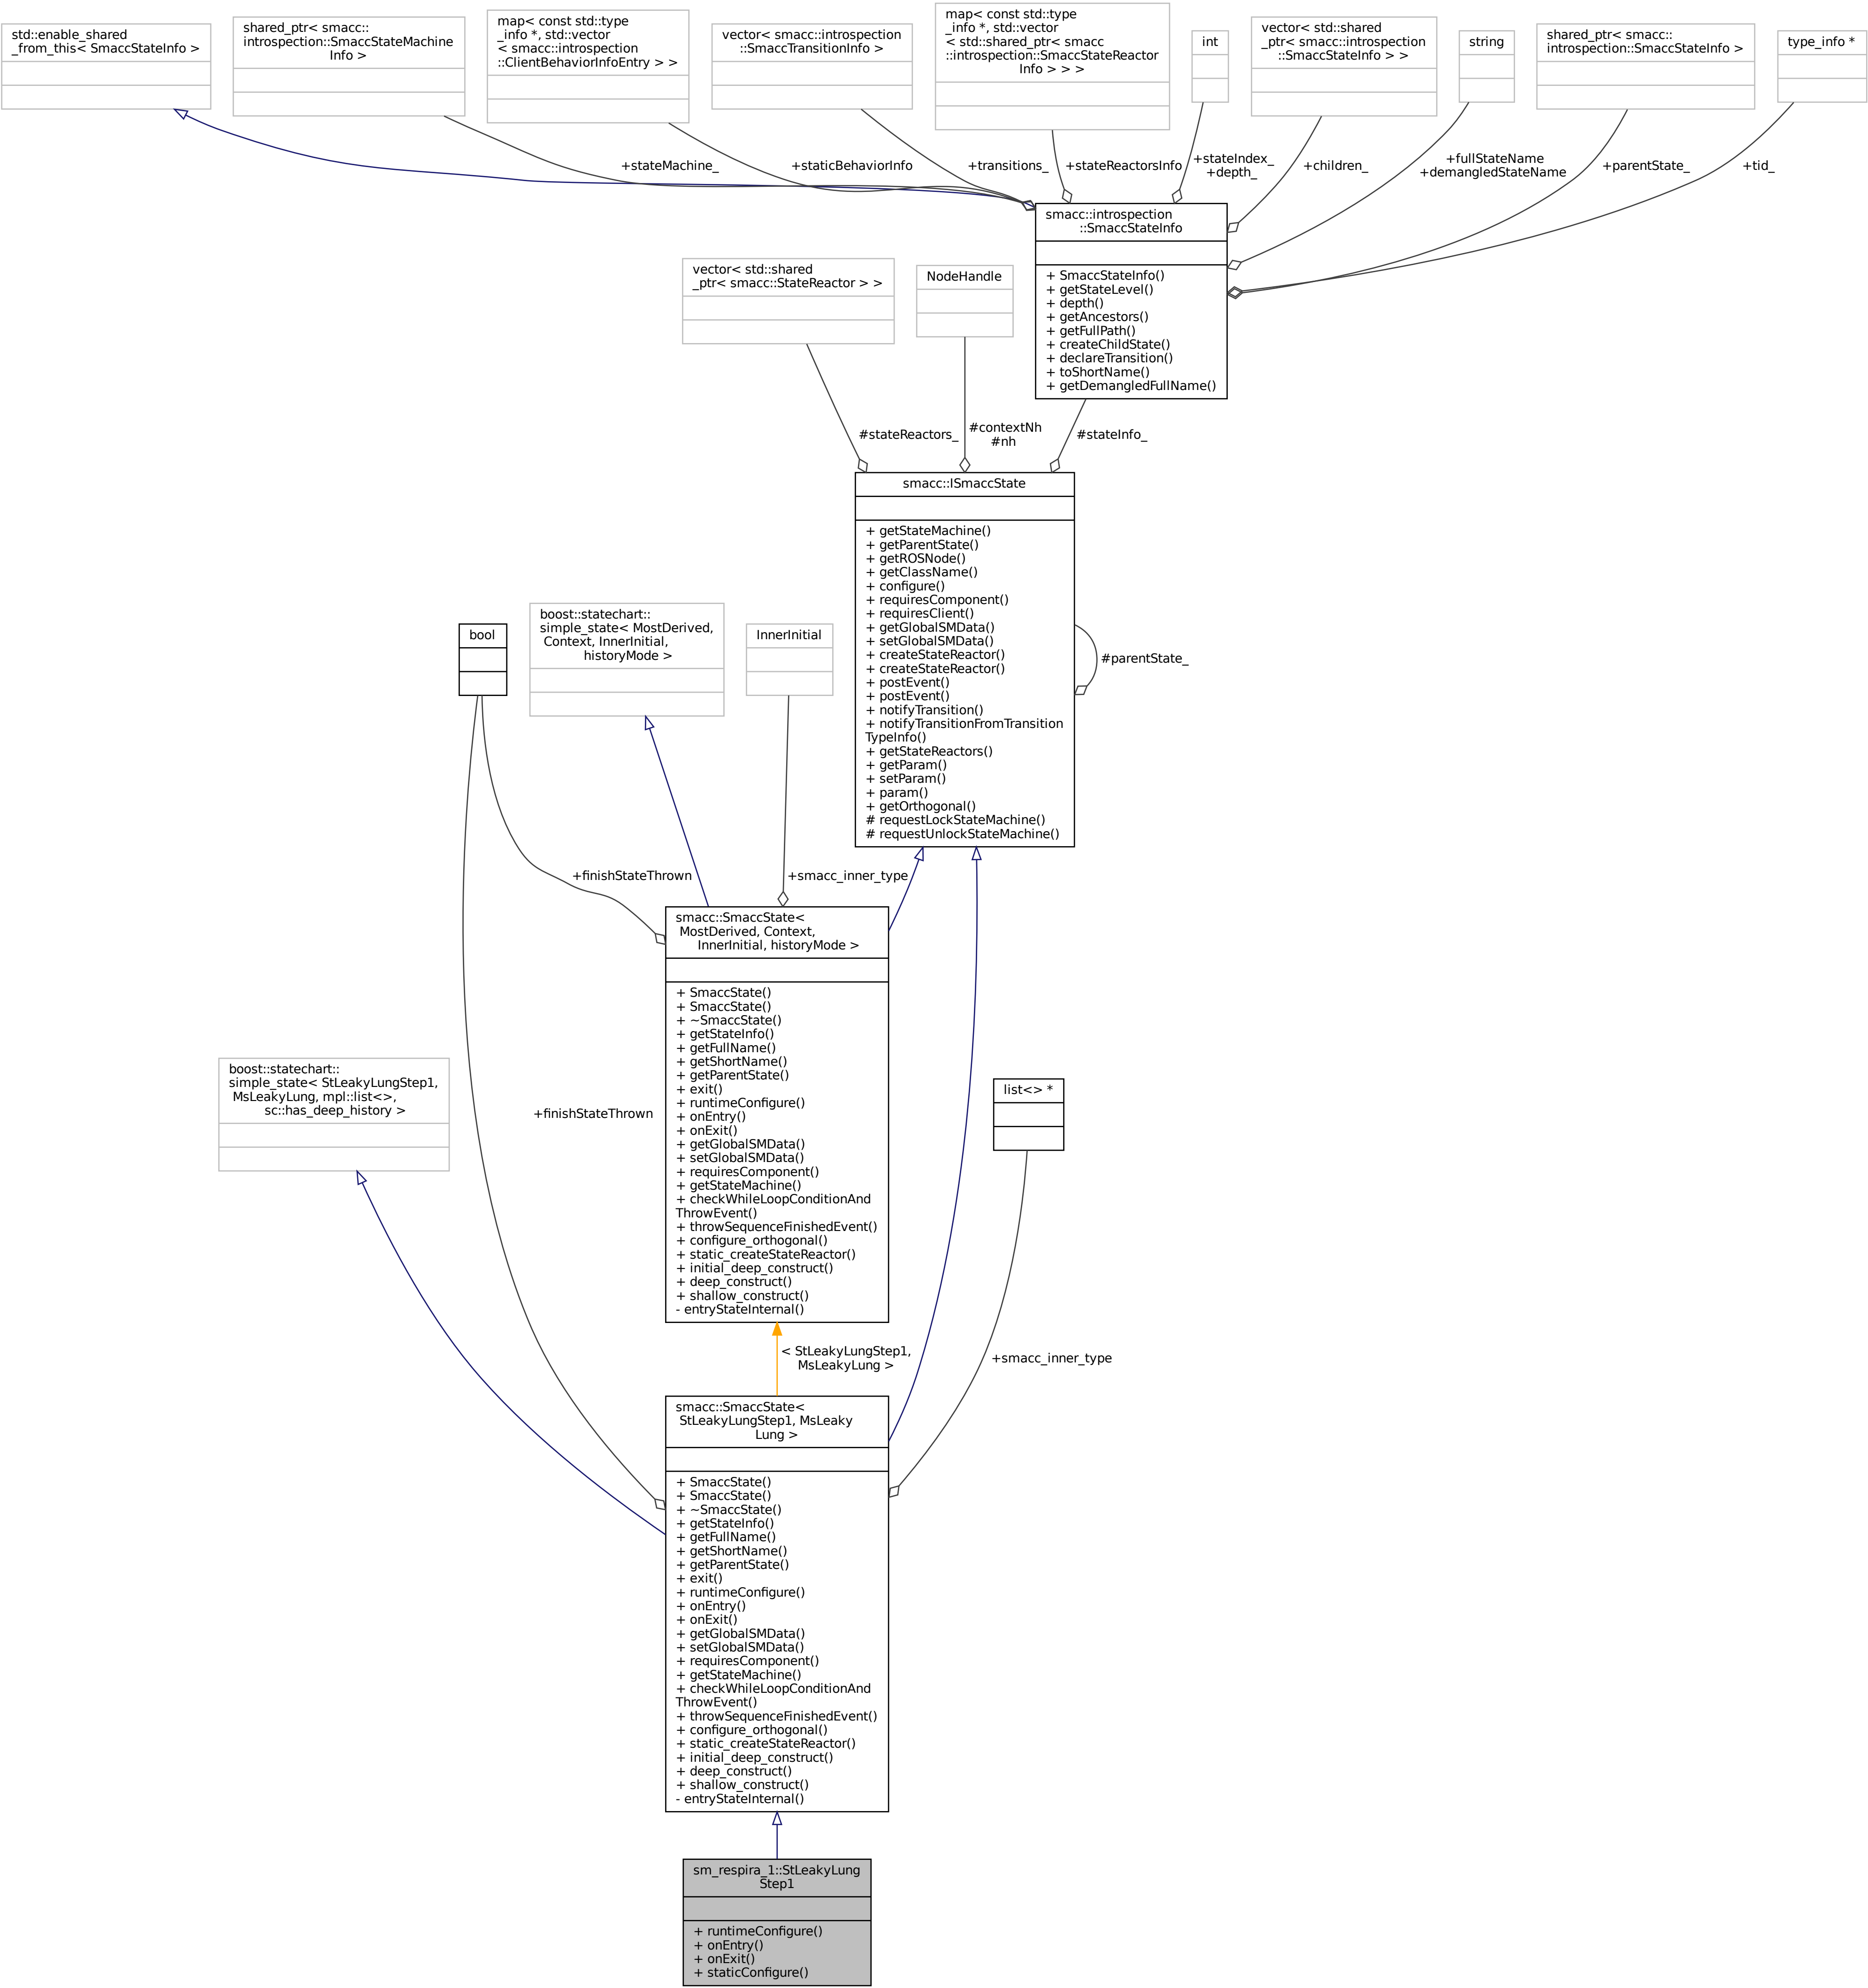 std::enable_shared
_from_this< SmaccStateInfo >
shared_ptr< smacc::
introspection::SmaccStateMachine
Info >
map< const std::type
_info *, std::vector
< smacc::introspection
::ClientBehaviorInfoEntry > >
vector< smacc::introspection
::SmaccTransitionInfo >
map< const std::type
_info *, std::vector
< std::shared_ptr< smacc
::introspection::SmaccStateReactor
Info > > >
int
vector< std::shared
_ptr< smacc::introspection
::SmaccStateInfo > >
string
shared_ptr< smacc::
introspection::SmaccStateInfo >
type_info *
+stateMachine_
+staticBehaviorInfo
+transitions_
+stateReactorsInfo
+stateIndex_
+depth_
+children_
+fullStateName
+demangledStateName
+parentState_
+tid_
smacc::introspection
::SmaccStateInfo
+ SmaccStateInfo()
+ getStateLevel()
+ depth()
+ getAncestors()
+ getFullPath()
+ createChildState()
+ declareTransition()
+ toShortName()
+ getDemangledFullName()
vector< std::shared
_ptr< smacc::StateReactor > >
NodeHandle
#stateReactors_
#contextNh
#nh
#stateInfo_
smacc::ISmaccState
+ getStateMachine()
+ getParentState()
+ getROSNode()
+ getClassName()
+ configure()
+ requiresComponent()
+ requiresClient()
+ getGlobalSMData()
+ setGlobalSMData()
+ createStateReactor()
+ createStateReactor()
+ postEvent()
+ postEvent()
+ notifyTransition()
+ notifyTransitionFromTransition
TypeInfo()
+ getStateReactors()
+ getParam()
+ setParam()
+ param()
+ getOrthogonal()
# requestLockStateMachine()
# requestUnlockStateMachine()
#parentState_
bool
boost::statechart::
simple_state< MostDerived,
Context, InnerInitial,
historyMode >
InnerInitial
+finishStateThrown
+smacc_inner_type
smacc::SmaccState<
MostDerived, Context,
InnerInitial, historyMode >
+ SmaccState()
+ SmaccState()
+ ~SmaccState()
+ getStateInfo()
+ getFullName()
+ getShortName()
+ getParentState()
+ exit()
+ runtimeConfigure()
+ onEntry()
+ onExit()
+ getGlobalSMData()
+ setGlobalSMData()
+ requiresComponent()
+ getStateMachine()
+ checkWhileLoopConditionAnd
ThrowEvent()
+ throwSequenceFinishedEvent()
+ configure_orthogonal()
+ static_createStateReactor()
+ initial_deep_construct()
+ deep_construct()
+ shallow_construct()
- entryStateInternal()
boost::statechart::
simple_state< StLeakyLungStep1,
MsLeakyLung, mpl::list<>,
sc::has_deep_history >
+finishStateThrown
list<> *
< StLeakyLungStep1,
MsLeakyLung >
+smacc_inner_type
smacc::SmaccState<
StLeakyLungStep1, MsLeaky
Lung >
+ SmaccState()
+ SmaccState()
+ ~SmaccState()
+ getStateInfo()
+ getFullName()
+ getShortName()
+ getParentState()
+ exit()
+ runtimeConfigure()
+ onEntry()
+ onExit()
+ getGlobalSMData()
+ setGlobalSMData()
+ requiresComponent()
+ getStateMachine()
+ checkWhileLoopConditionAnd
ThrowEvent()
+ throwSequenceFinishedEvent()
+ configure_orthogonal()
+ static_createStateReactor()
+ initial_deep_construct()
+ deep_construct()
+ shallow_construct()
- entryStateInternal()
sm_respira_1::StLeakyLung
Step1
+ runtimeConfigure()
+ onEntry()
+ onExit()
+ staticConfigure()